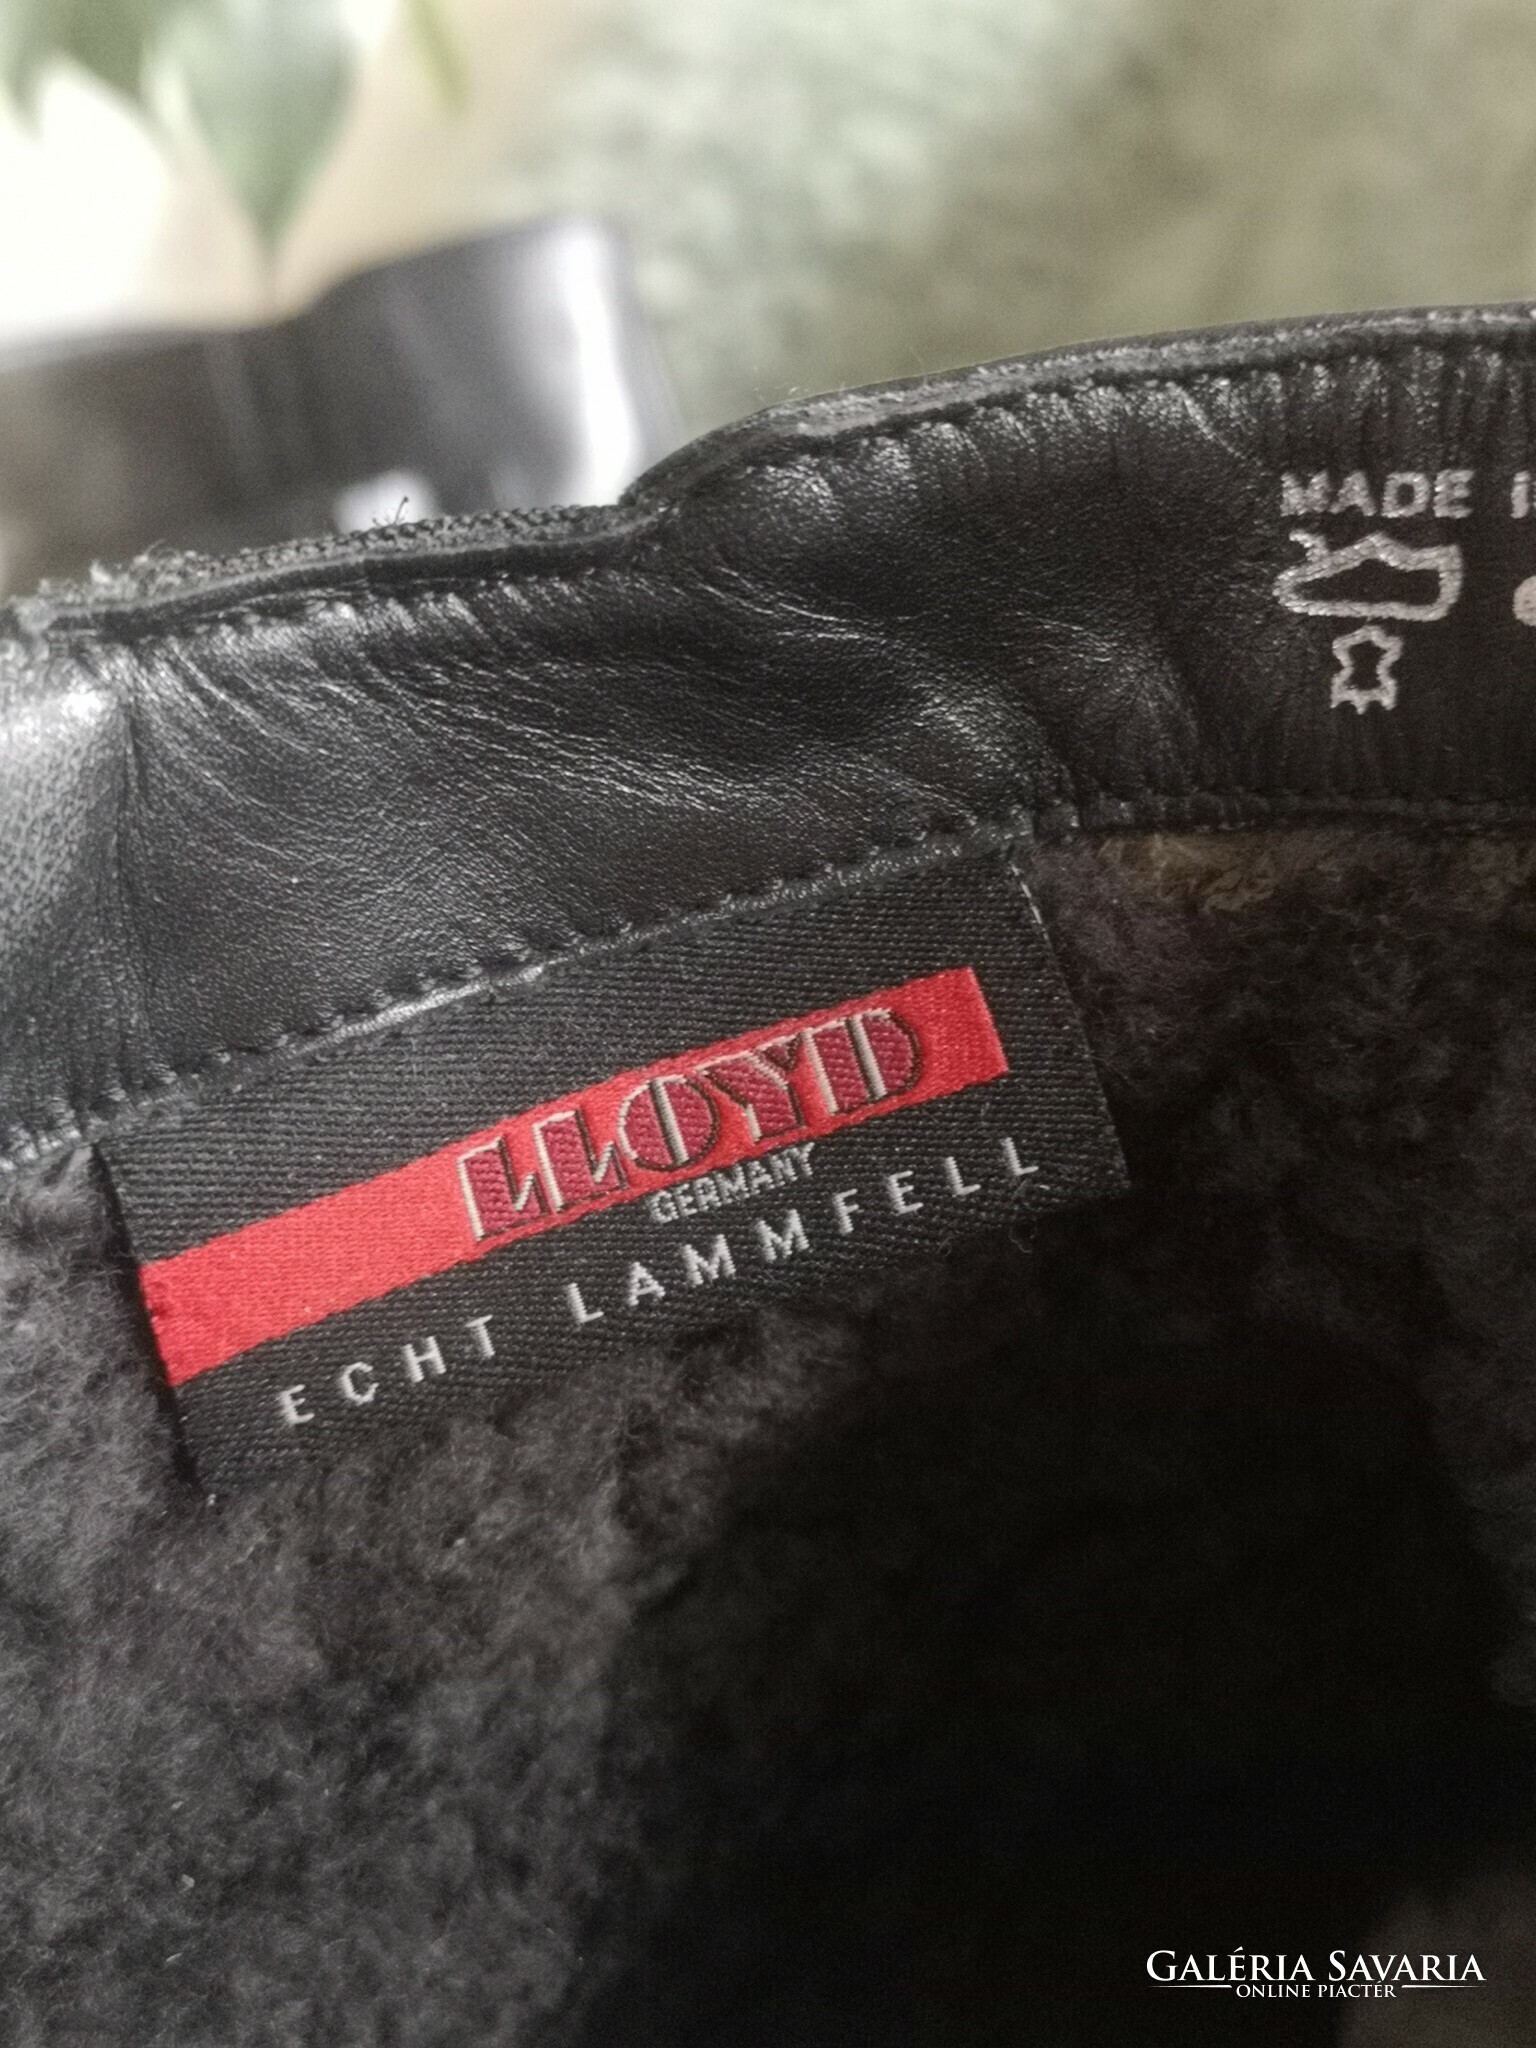 MADE
LLOYD
GERMANY
ECHT LAMMFELL
GALÉRIA SAVARIA
ONLINE PIACTÉR